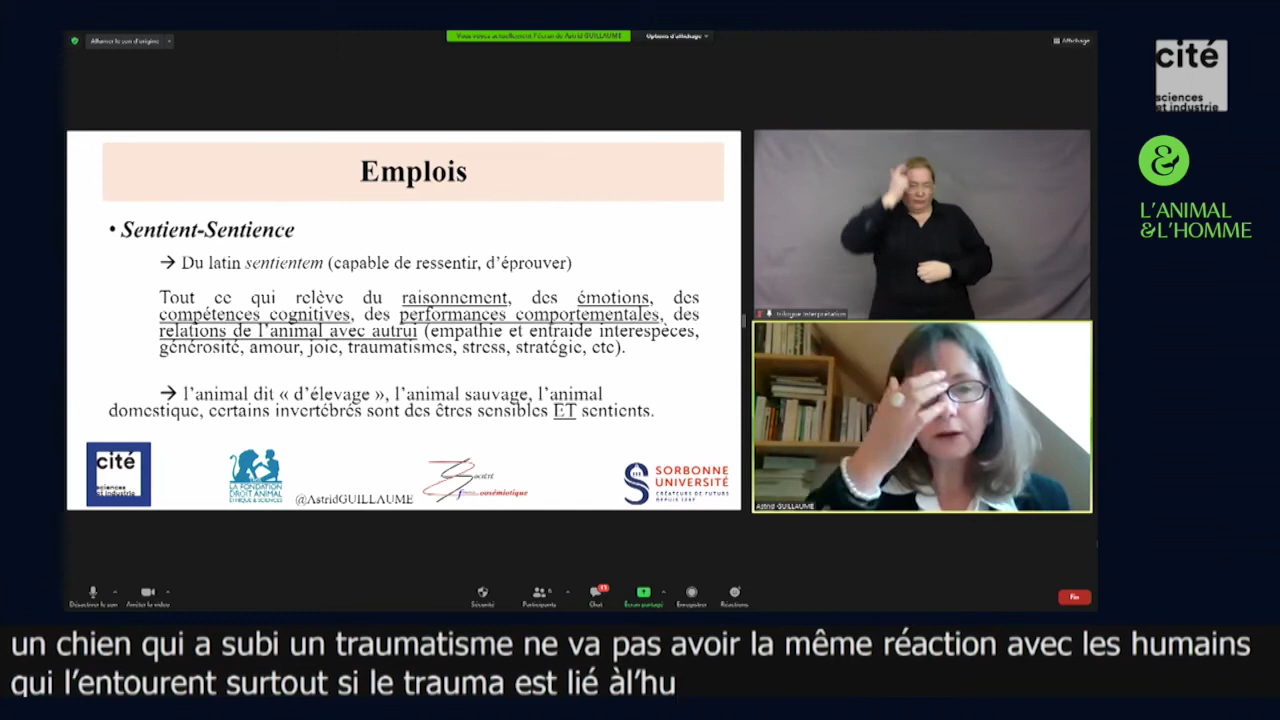 Allumer le son d'origine
Vous voyez actuellement l'écran de Astrid GUILLAUME
Options d'affichage
Affichage
cité
sciences
et industrie
&
L'ANIMAL
&L'HOMME
Emplois
• Sentient-Sentience
→ Du latin sentientem (capable de ressentir, d'éprouver)
Tout ce qui relève du raisonnement, des émotions, des
compétences cognitives, des performances comportementales, des
relations de l'animal avec autrui (empathie et entraide interespèces,
générosité, amour, joie, traumatismes, stress, stratégie, etc).
→ l'animal dit « d'élevage », l'animal sauvage, l'animal
domestique, certains invertébrés sont des êtres sensibles ET sentients.
cité
sciences
et industrie
LA FONDATION
DROIT ANIMAL
ÉTHIQUE & SCIENCES
@AstridGUILLAUME
Société
zoosémiotique
SORBONNE
UNIVERSITÉ
CRÉATEURS DE FUTURS
DEPUIS 1257
Trilogue Interpretation
Astrid GUILLAUME
Désactiver le son
Arrêter la vidéo
Sécurité
Participants
Chat
Écran partagé
Enregistrer
Réactions
Fin
un chien qui a subi un traumatisme ne va pas avoir la même réaction avec les humains
qui l'entourent surtout si le trauma est lié àl'hu